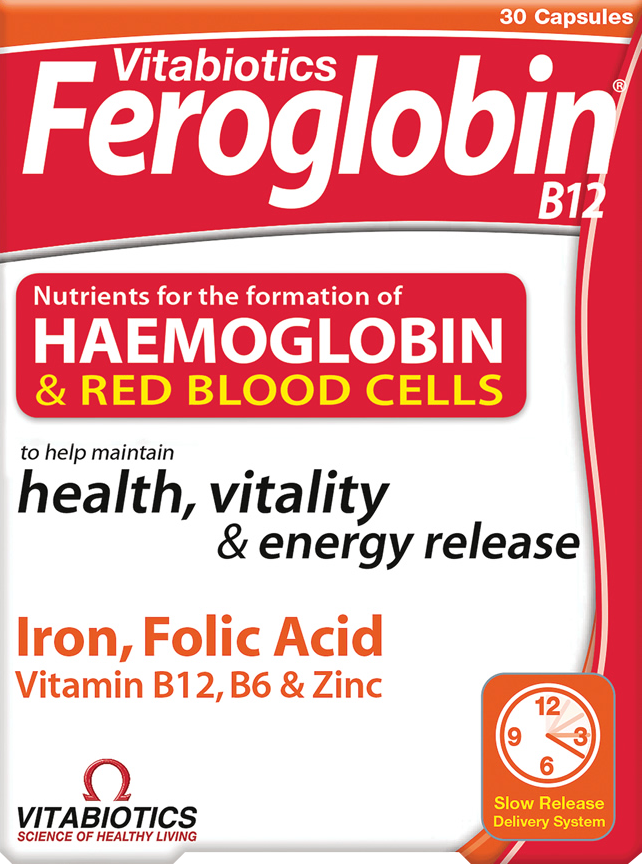 30 Capsules
Vitabiotics
Feroglobin®
B12
Nutrients for the formation of
HAEMOGLOBIN
& RED BLOOD CELLS
to help maintain
health, vitality
& energy release
Iron, Folic Acid
Vitamin B12, B6 & Zinc
12
9 3
6
Slow Release
Delivery System
VITABIOTICS
SCIENCE OF HEALTHY LIVING